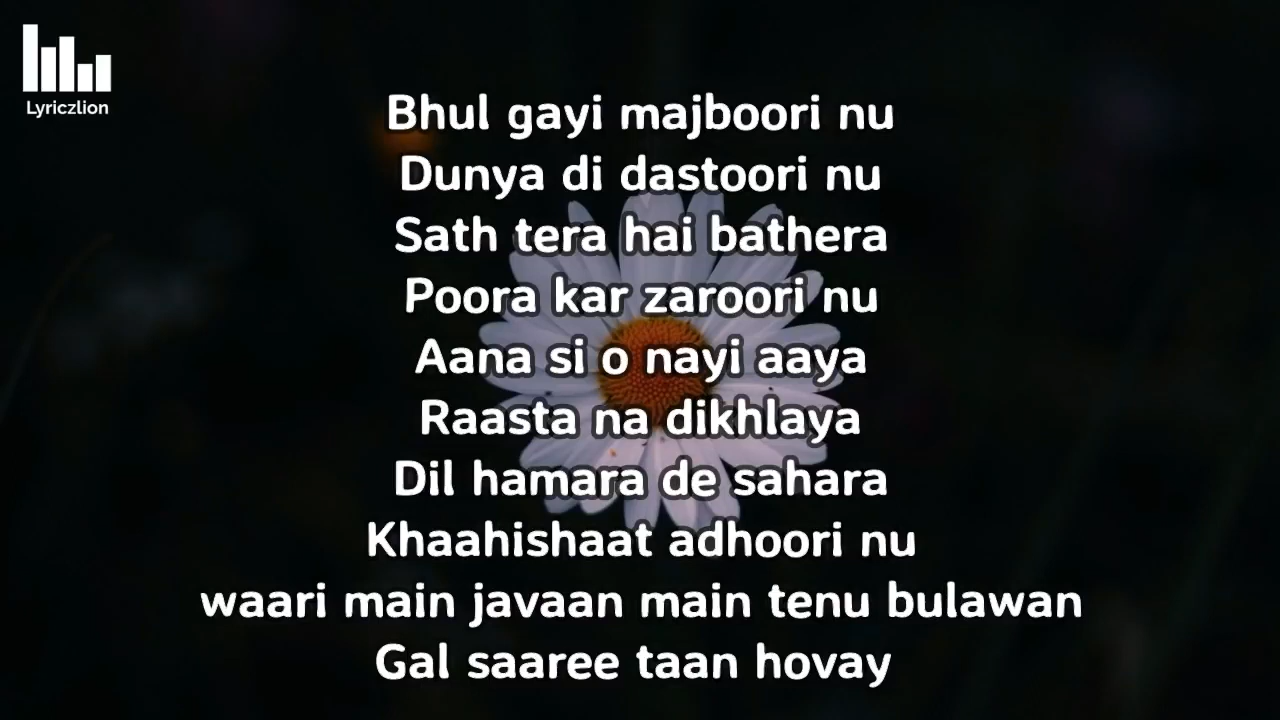 Lyriczlion
Bhul gayi majboori nu
Dunya di dastoori nu
Sath tera hai bathera
Poora kar zaroori nu
Aana si o nayi aaya
Raasta na dikhlaya
Dil hamara de sahara
Khaahishaat adhoori nu
waari main javaan main tenu bulawan
Gal saaree taan hovay